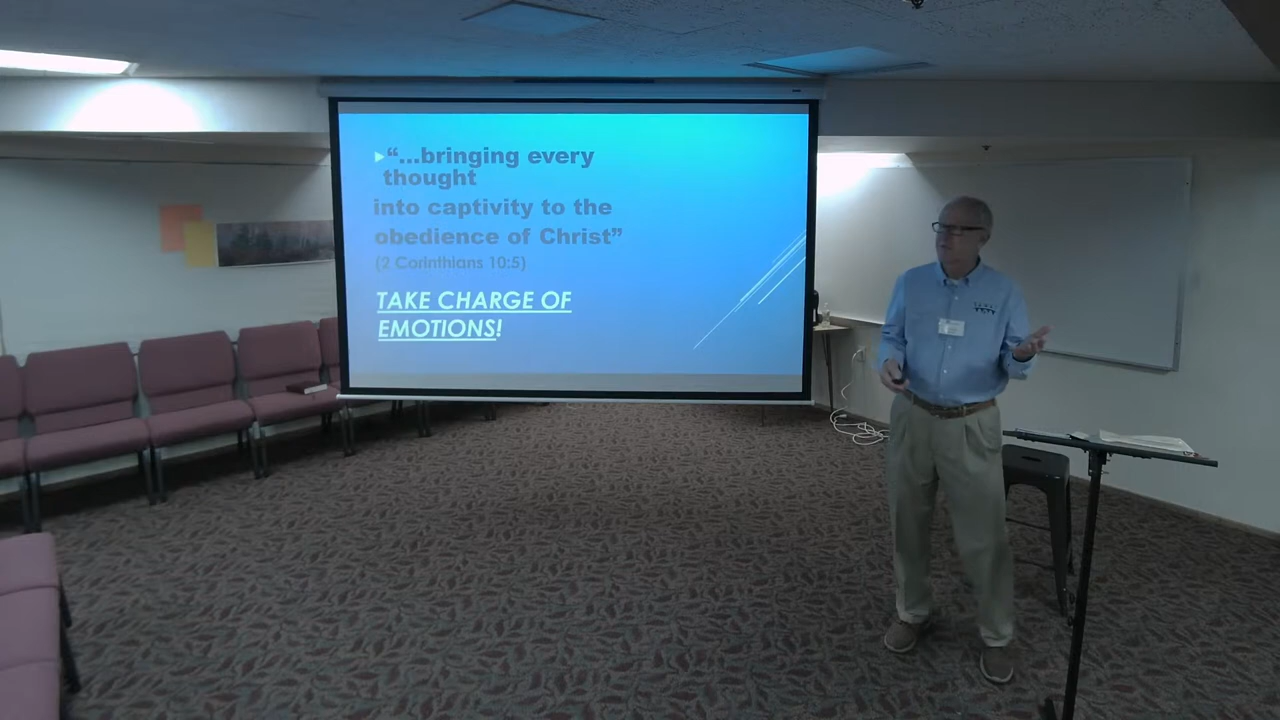 “...bringing every
thought
into captivity to the
obedience of Christ”
(2 Corinthians 10:5)
TAKE CHARGE OF
EMOTIONS!